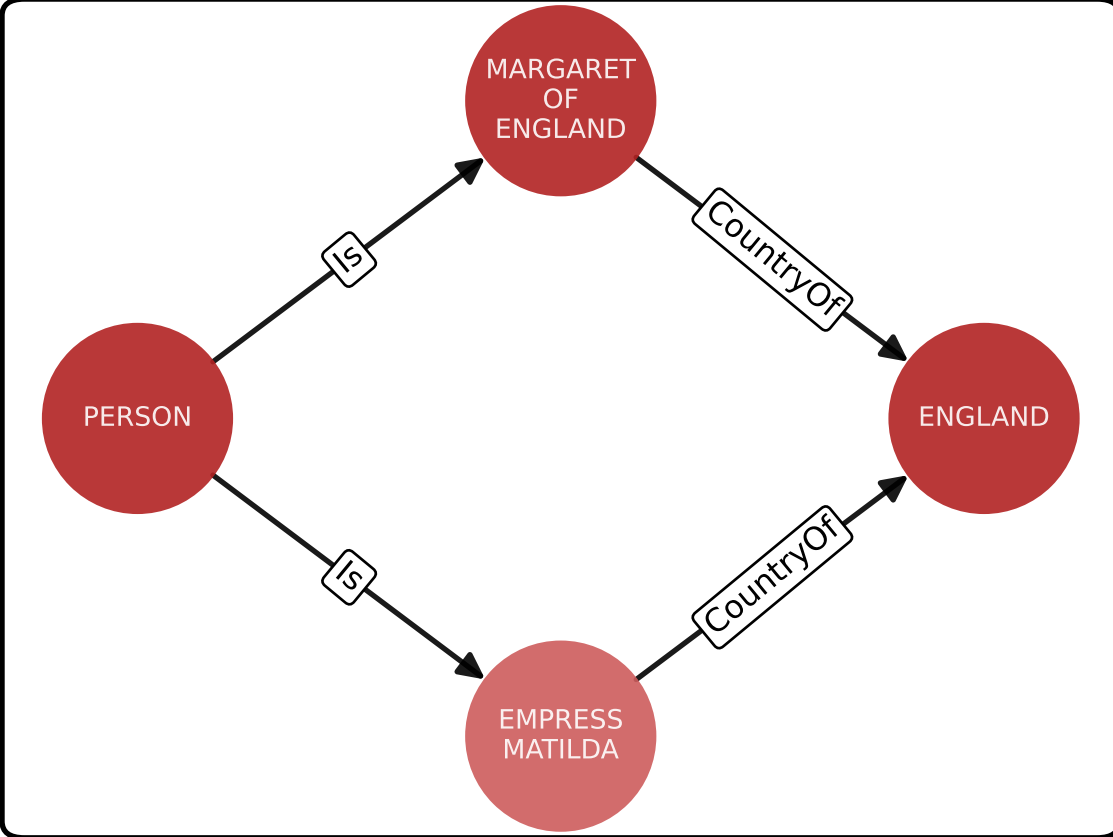 MARGARET
OF
ENGLAND
Is
CountryOf
PERSON
ENGLAND
Is
CountryOf
EMPRESS
MATILDA